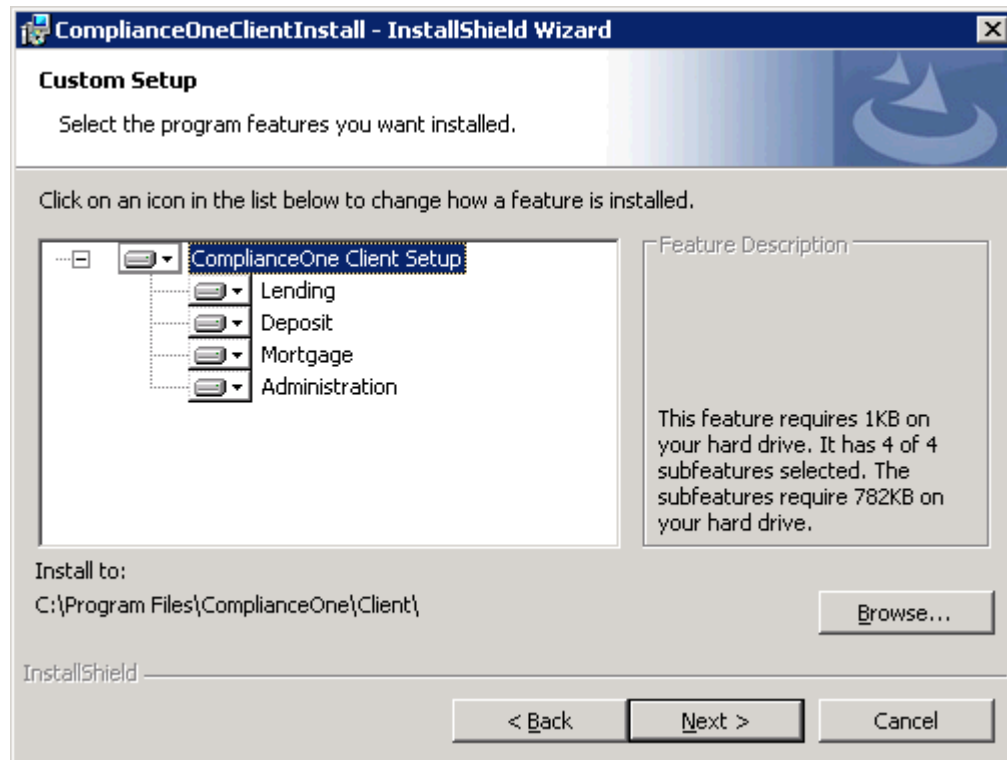 ComplianceOneClientInstall - InstallShield Wizard
Custom Setup
Select the program features you want installed.
Click on an icon in the list below to change how a feature is installed.
ComplianceOne Client Setup
Lending
Deposit
Mortgage
Administration
Feature Description
This feature requires 1KB on
your hard drive. It has 4 of 4
subfeatures selected. The
subfeatures require 782KB on
your hard drive.
Install to:
C:\Program Files\ComplianceOne\Client\
Browse...
InstallShield
< Back
Next >
Cancel